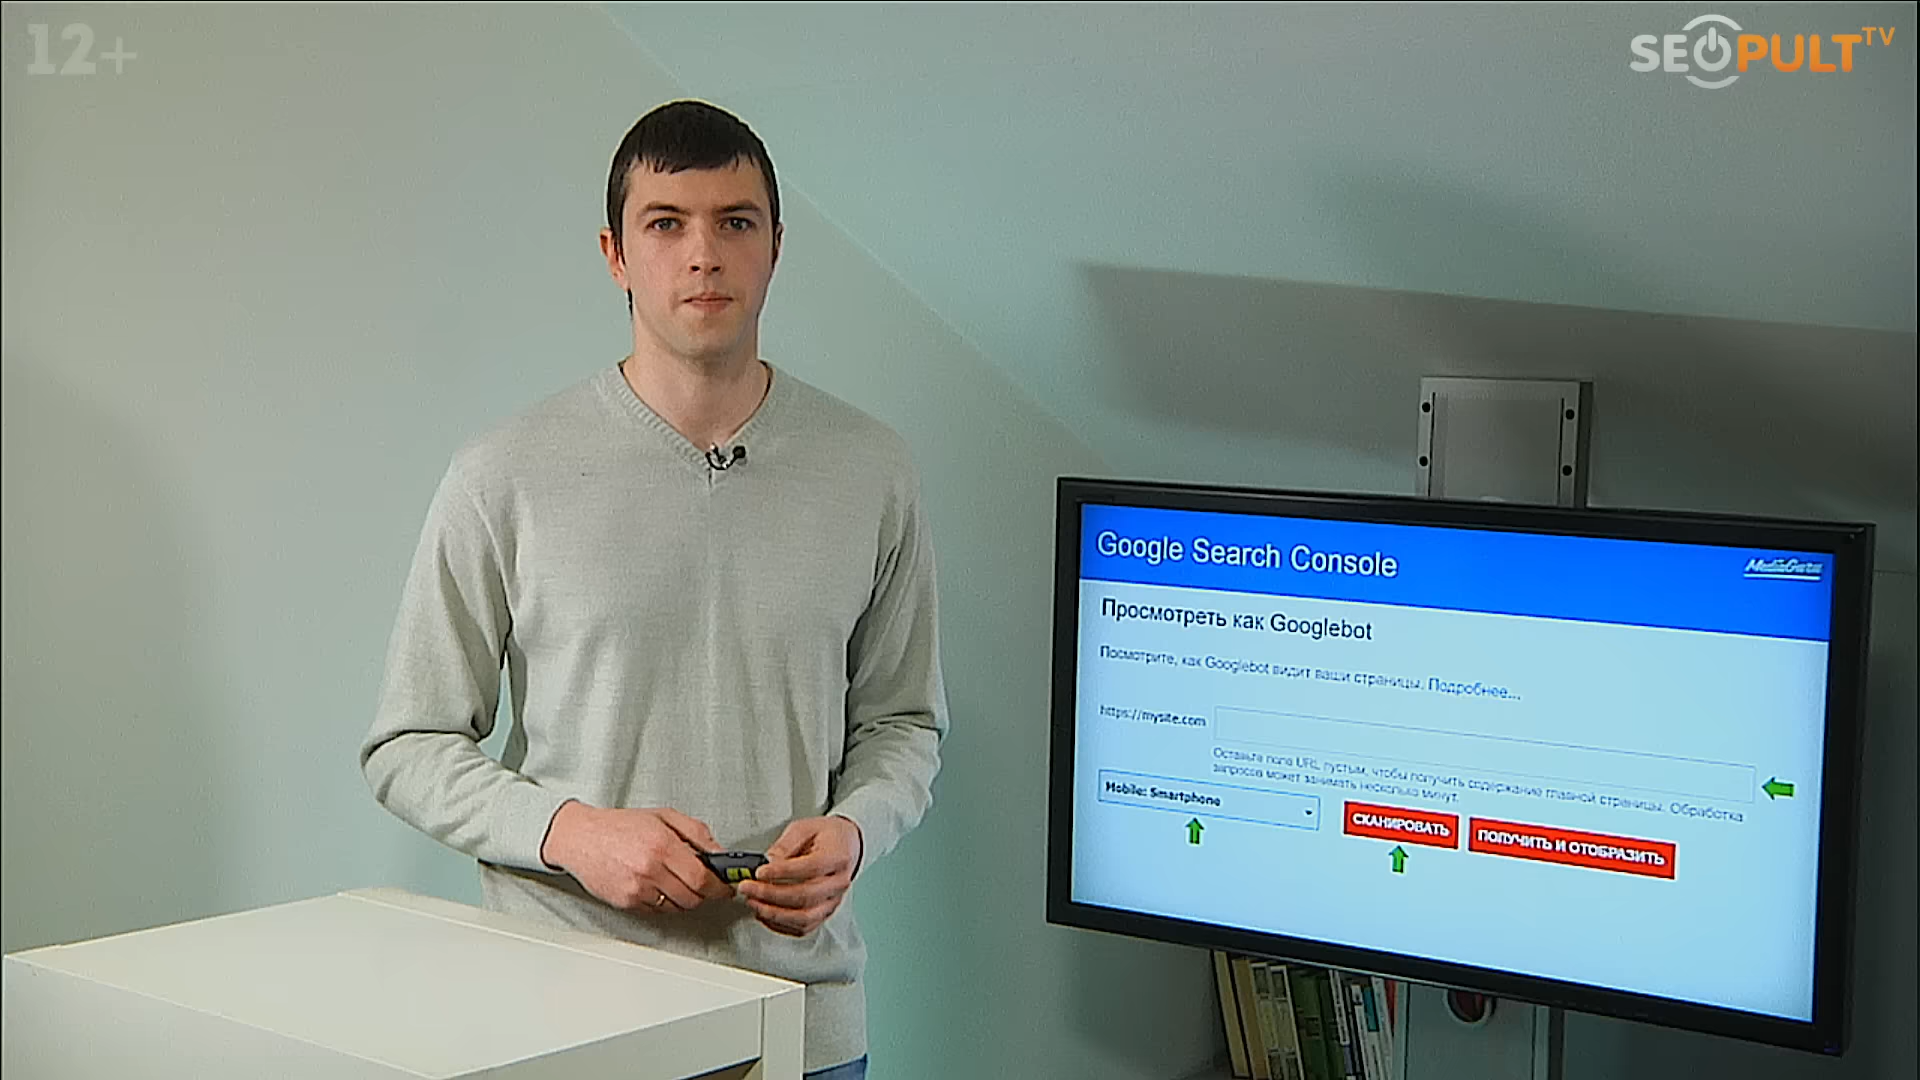 12+
SEOPULT TV
Google Search Console
MediaGuru
Просмотреть как Googlebot
Посмотрите, как Googlebot видит ваши страницы. Подробнее...
https://mysite.com
Оставьте поле URL пустым, чтобы получить содержание главной страницы. Обработка
запросов может занимать несколько минут.
Mobile: Smartphone
СКАНИРОВАТЬ
ПОЛУЧИТЬ И ОТОБРАЗИТЬ